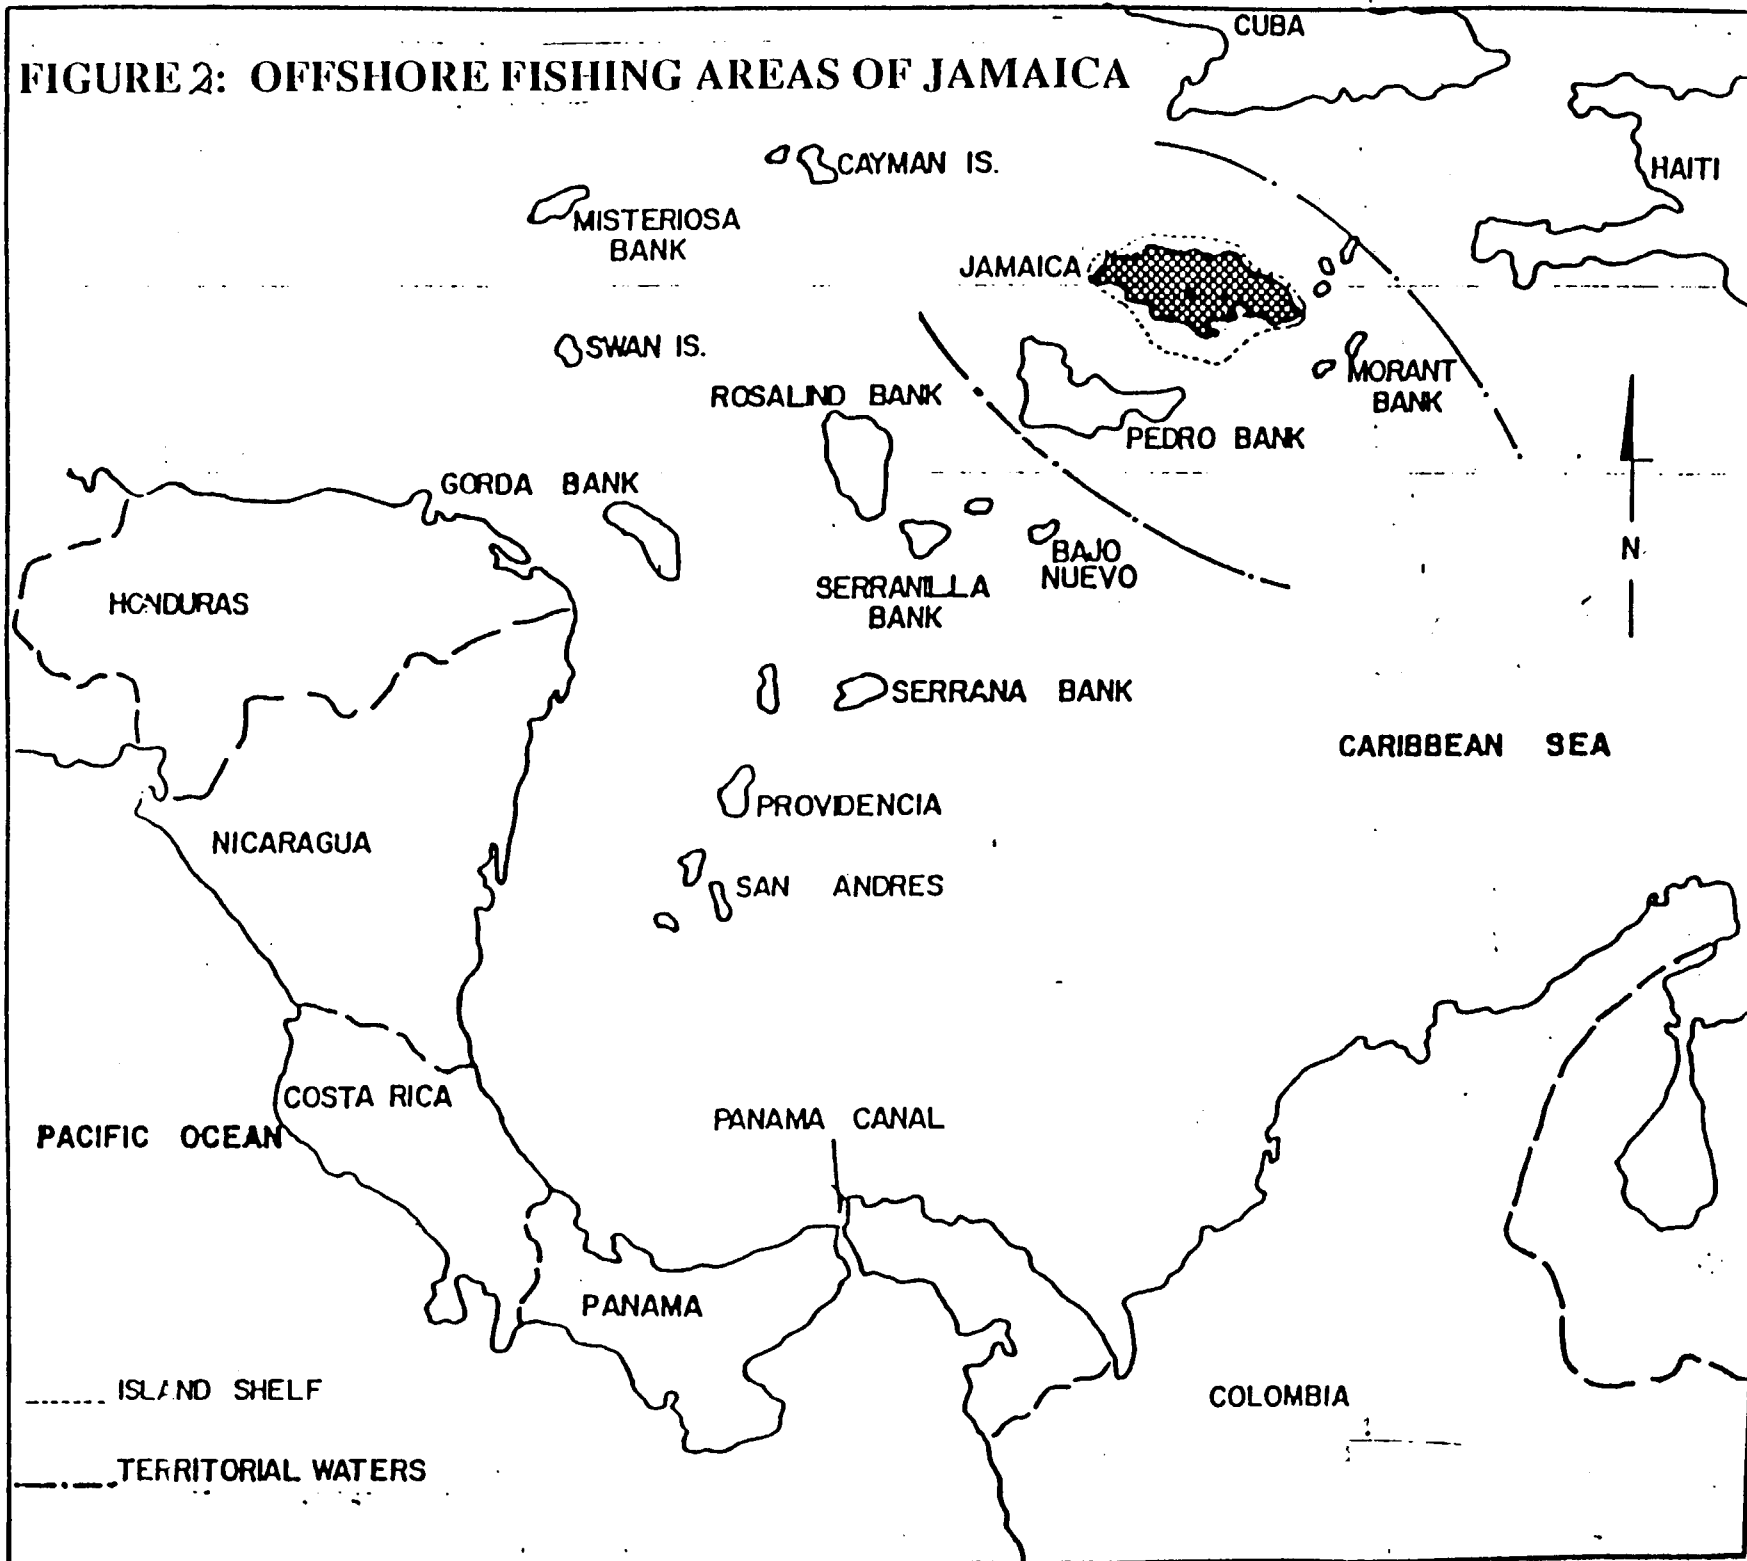 CUBA
FIGURE 2: OFFSHORE FISHING AREAS OF JAMAICA
CAYMAN IS.
HAITI
MISTERIOSA
BANK
JAMAICA
SWAN IS.
MORANT
BANK
ROSALIND BANK
PEDRO BANK
GORDA BANK
N
BAJO
NUEVO
SERRANILLA
BANK
HONDURAS
SERRANA BANK
CARIBBEAN SEA
PROVIDENCIA
NICARAGUA
SAN ANDRES
COSTA RICA
PANAMA CANAL
PACIFIC OCEAN
PANAMA
ISLAND SHELF
COLOMBIA
TERRITORIAL WATERS